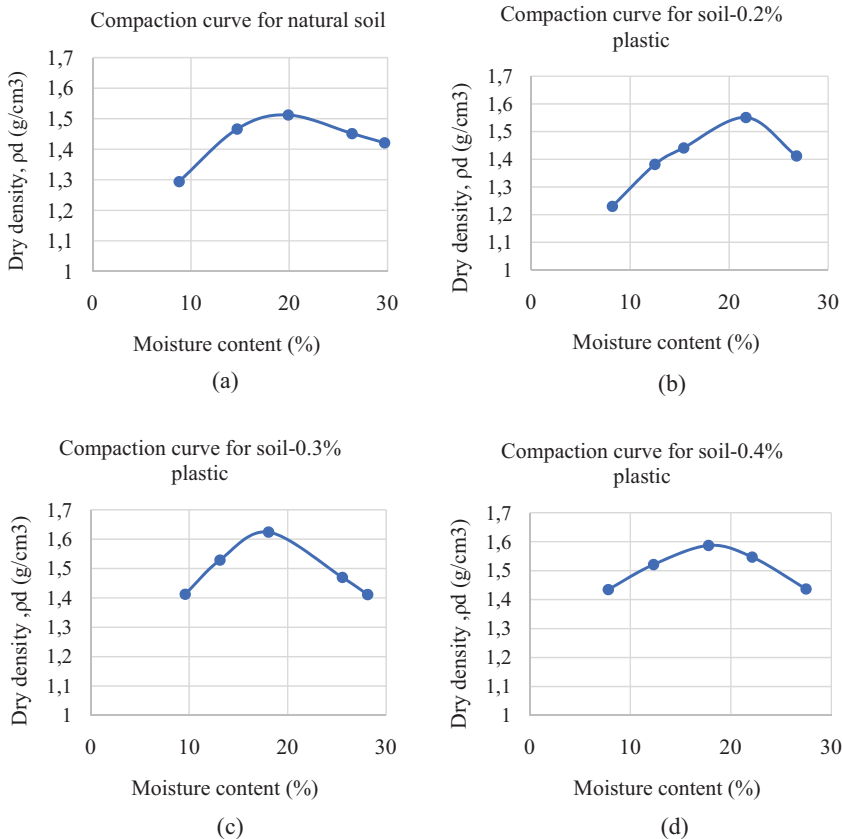 Compaction curve for natural soil
Dry density, ρd (g/cm3)
1,7
1,6
1,5
1,4
1,3
1,2
1,1
1
0 10 20 30
Moisture content (%)
(a)
Compaction curve for soil-0.2%
plastic
Dry density, ρd (g/cm3)
1,7
1,6
1,5
1,4
1,3
1,2
1,1
1
0 10 20 30
Moisture content (%)
(b)
Compaction curve for soil-0.3%
plastic
Dry density ,ρd (g/cm3)
1,7
1,6
1,5
1,4
1,3
1,2
1,1
1
0 10 20 30
Moisture content (%)
(c)
Compaction curve for soil-0.4%
plastic
Dry density, ρd (g/cm3)
1,7
1,6
1,5
1,4
1,3
1,2
1,1
1
0 10 20 30
Moisture content (%)
(d)